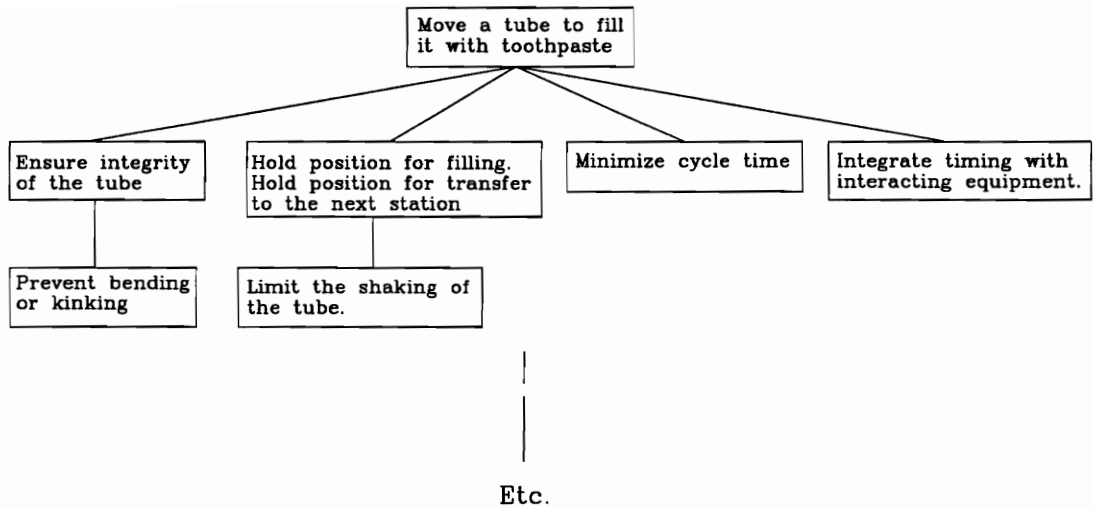 Move a tube to fill
it with toothpaste
Ensure integrity
of the tube
Hold position for filling.
Hold position for transfer
to the next station
Minimize cycle time
Integrate timing with
interacting equipment.
Prevent bending
or kinking
Limit the shaking of
the tube.
Etc.